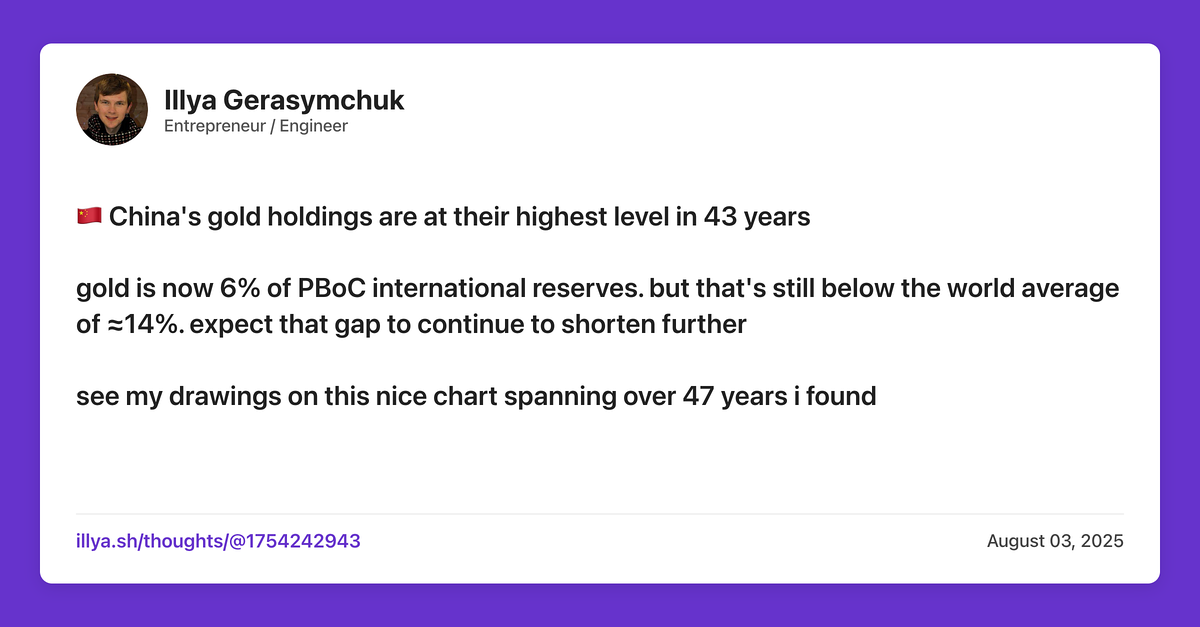 Illya Gerasymchuk
Entrepreneur / Engineer
🇨🇳 China's gold holdings are at their highest level in 43 years
gold is now 6% of PBoC international reserves. but that's still below the world average
of ≈14%. expect that gap to continue to shorten further
see my drawings on this nice chart spanning over 47 years i found
illya.sh/thoughts/@1754242943
August 03, 2025